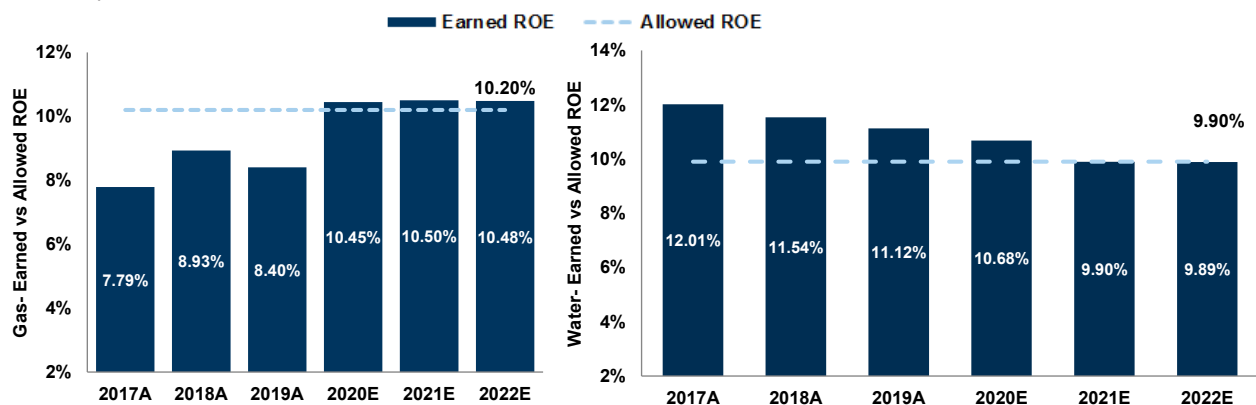 Earned ROE
Allowed ROE
Gas- Earned vs Allowed ROE
12%
10%
8%
6%
4%
2%
10.20%
7.79%
8.93%
8.40%
10.45%
10.50%
10.48%
2017A
2018A
2019A
2020E
2021E
2022E
Water- Earned vs Allowed ROE
14%
12%
10%
8%
6%
4%
2%
9.90%
12.01%
11.54%
11.12%
10.68%
9.90%
9.89%
2017A
2018A
2019A
2020E
2021E
2022E